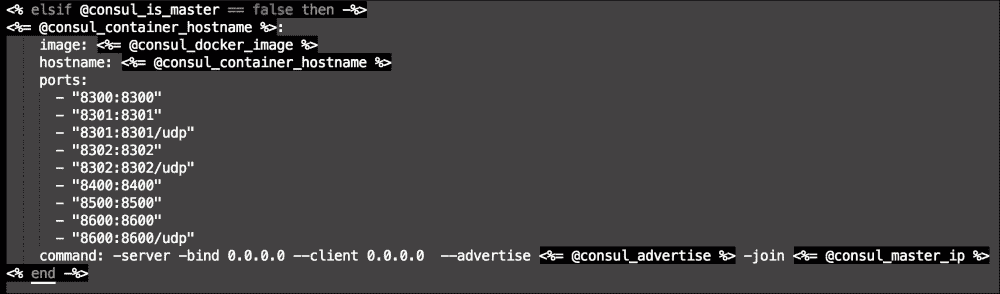 <% elsif @consul_is_master == false then -%>
<%= @consul_container_hostname %>:
    image: <%= @consul_docker_image %>
    hostname: <%= @consul_container_hostname %>
    ports:
      - "8300:8300"
      - "8301:8301"
      - "8301:8301/udp"
      - "8302:8302"
      - "8302:8302/udp"
      - "8400:8400"
      - "8500:8500"
      - "8600:8600"
      - "8600:8600/udp"
    command: -server -bind 0.0.0.0 --client 0.0.0.0  --advertise <%= @consul_advertise %> -join <%= @consul_master_ip %>
<% end -%>